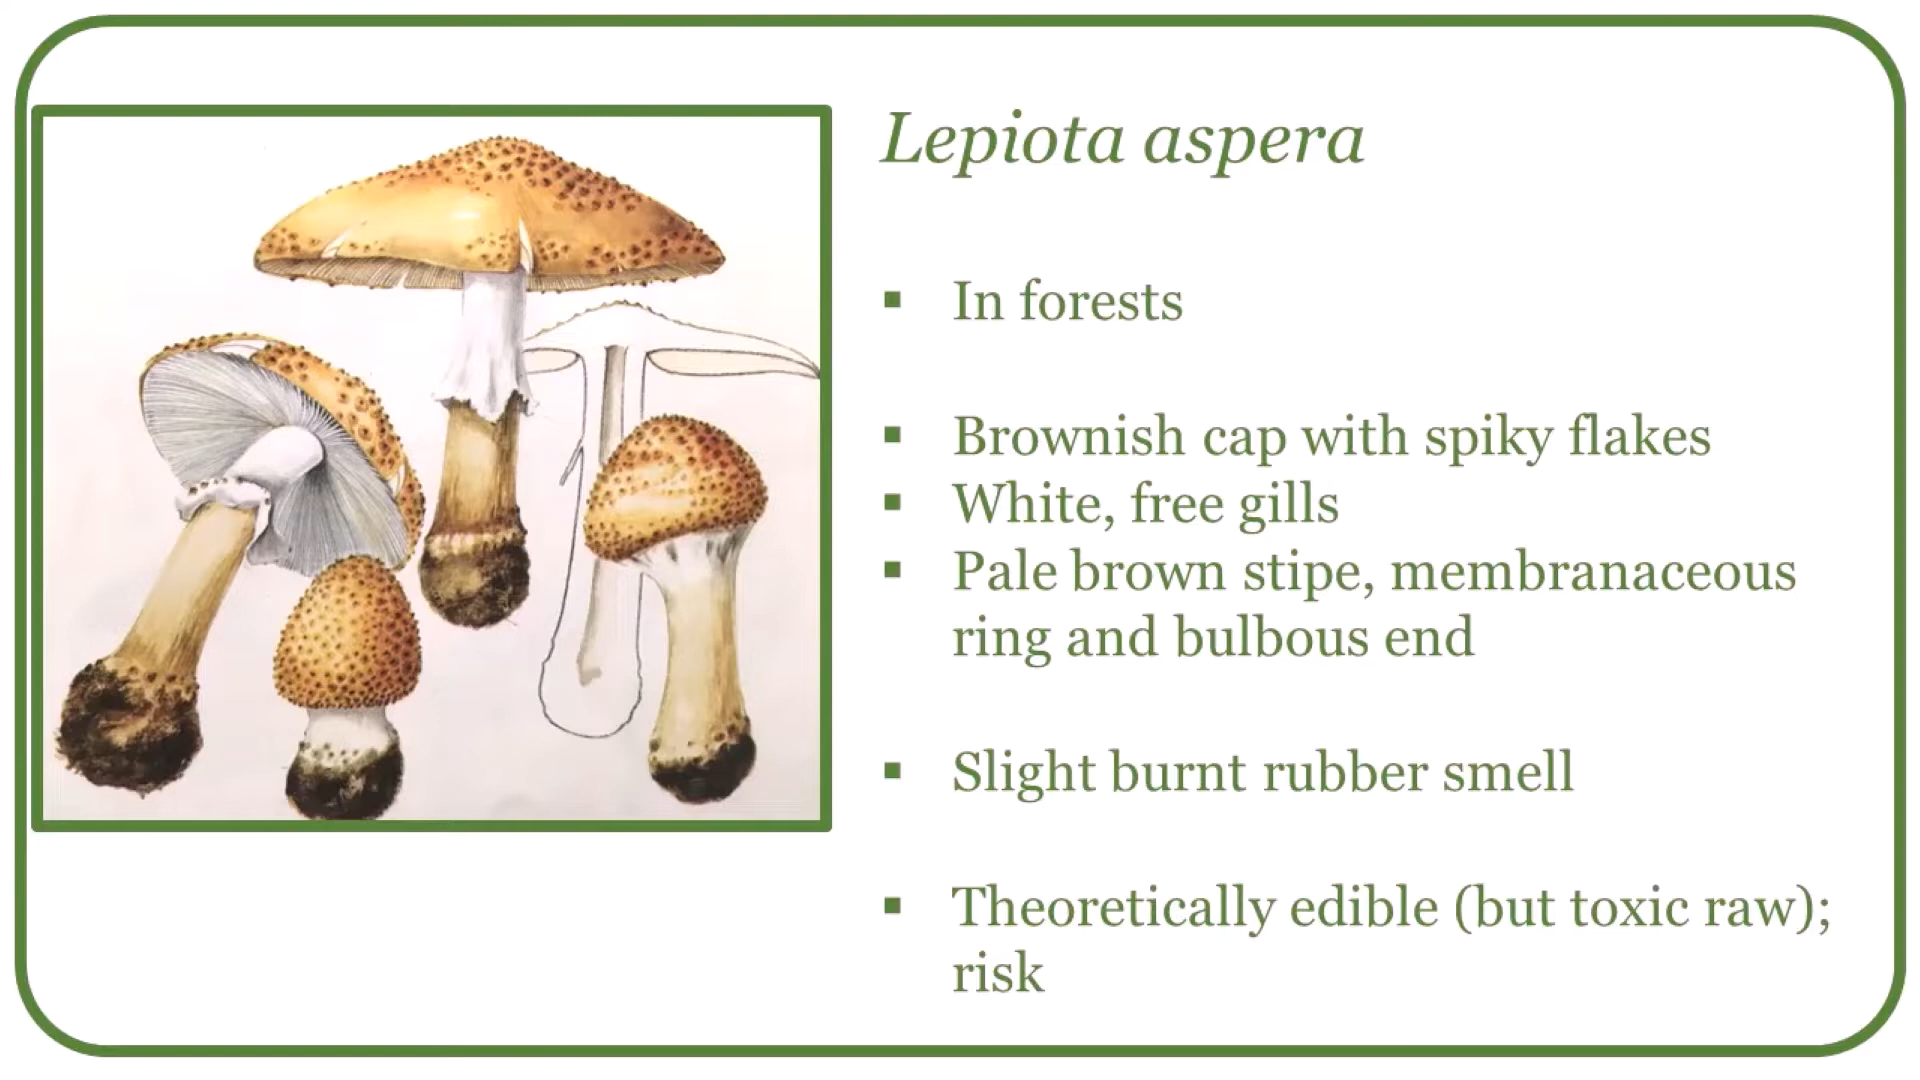 Lepiota aspera
▪ In forests
▪ Brownish cap with spiky flakes
▪ White, free gills
▪ Pale brown stipe, membranaceous
ring and bulbous end
▪ Slight burnt rubber smell
▪ Theoretically edible (but toxic raw);
risk